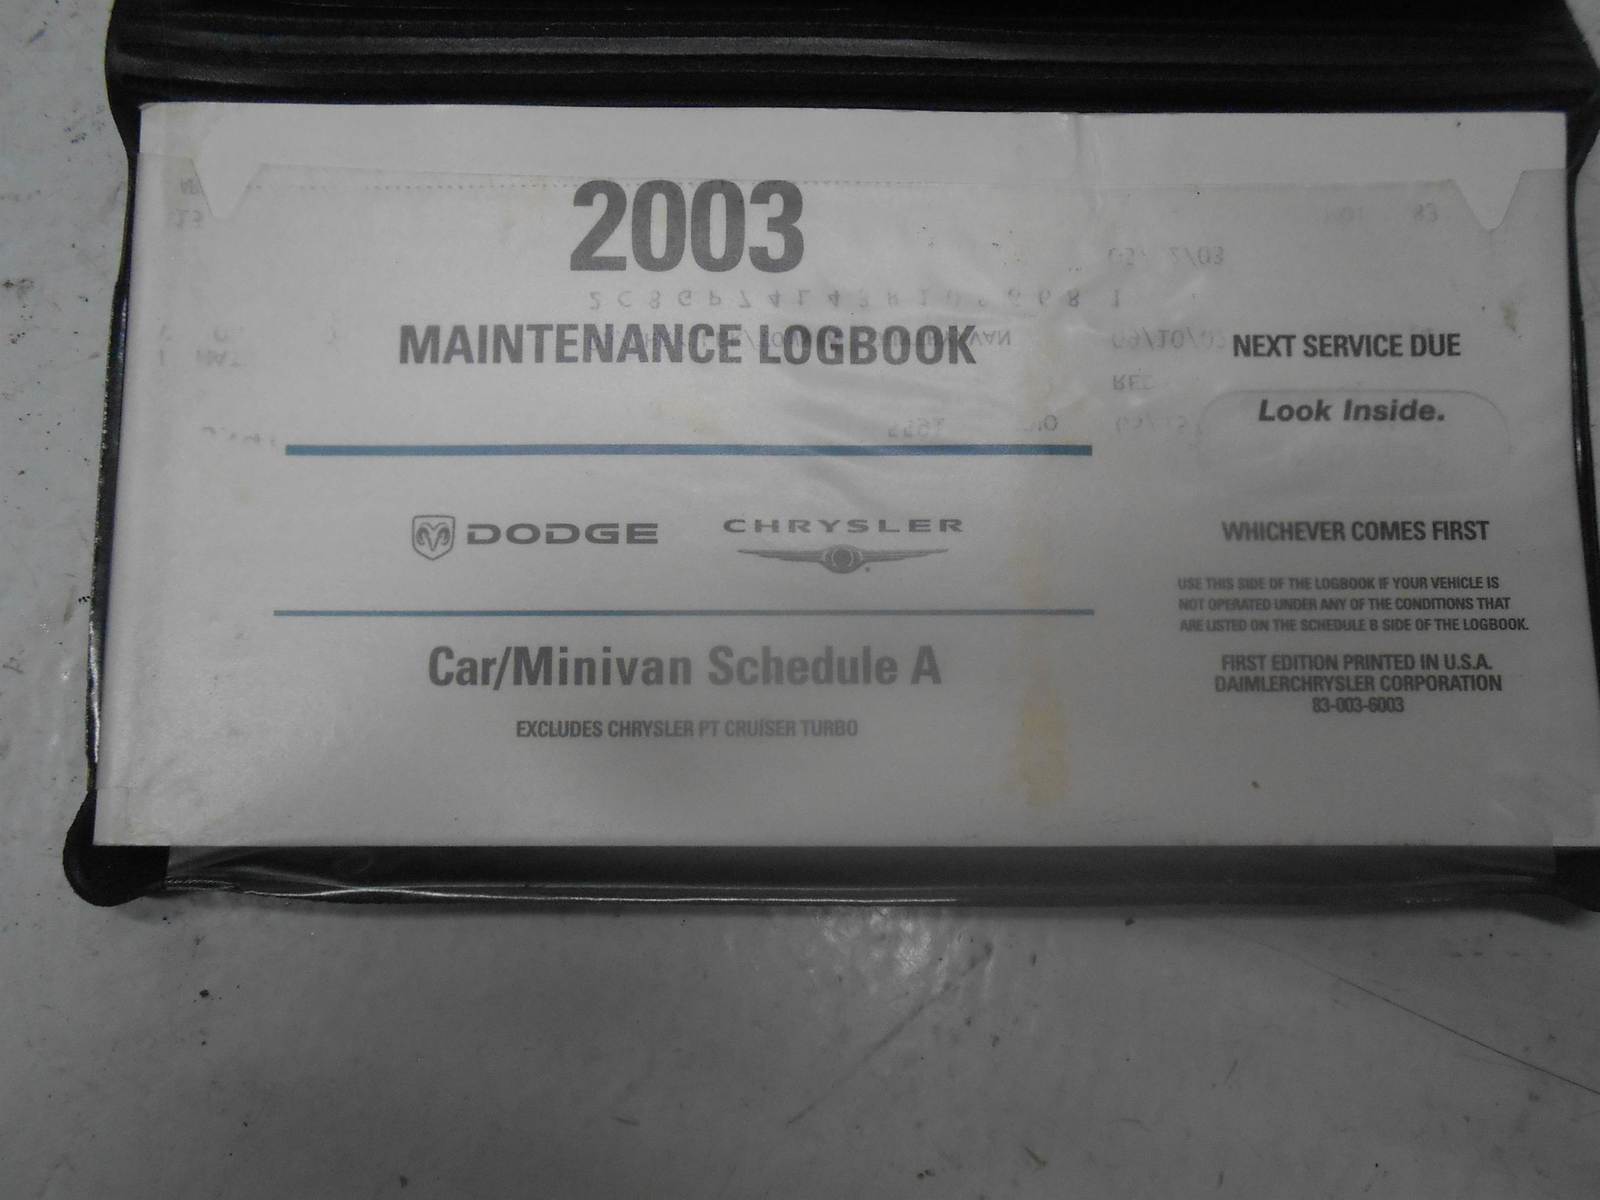 2003
MAINTENANCE LOGBOOK
DODGE
CHRYSLER
Car/Minivan Schedule A
EXCLUDES CHRYSLER PT CRUISER TURBO
NEXT SERVICE DUE
Look Inside.
WHICHEVER COMES FIRST
USE THIS SIDE OF THE LOGBOOK IF YOUR VEHICLE IS
NOT OPERATED UNDER ANY OF THE CONDITIONS THAT
ARE LISTED ON THE SCHEDULE B SIDE OF THE LOGBOOK.
FIRST EDITION PRINTED IN U.S.A.
DAIMLERCHRYSLER CORPORATION
83-003-6003